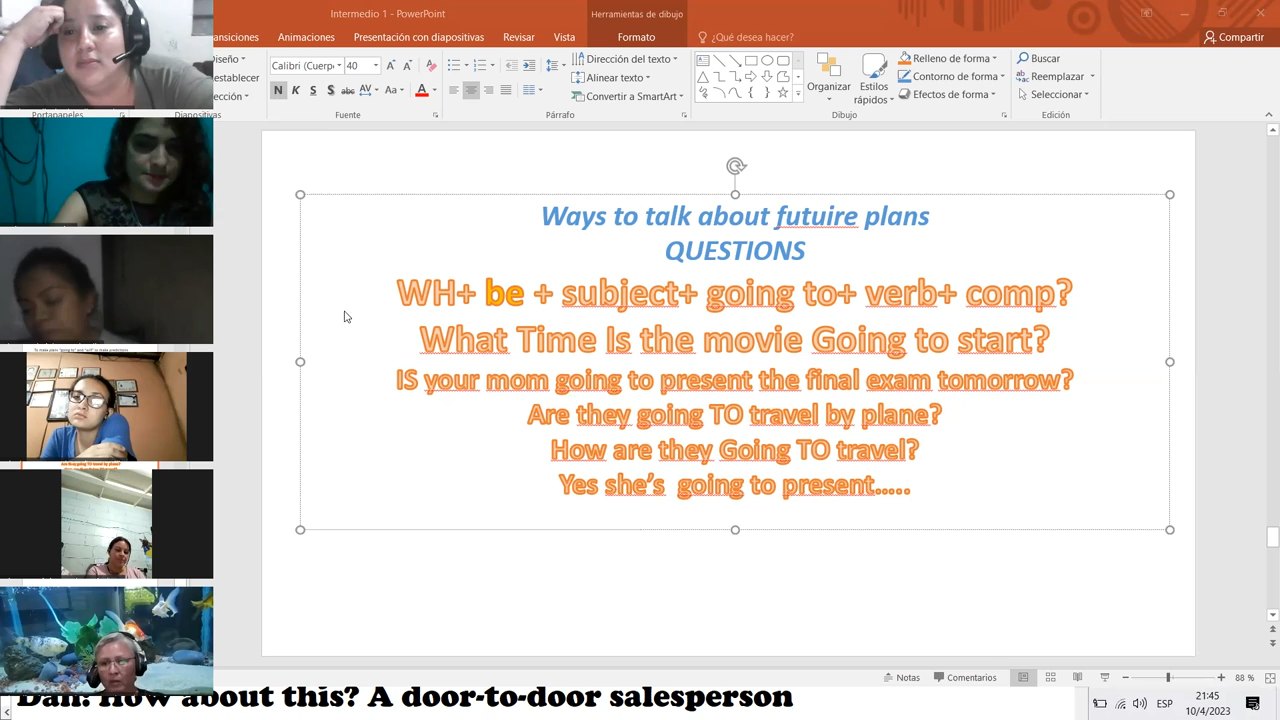 Intermedio 1 - PowerPoint
Herramientas de dibujo
Animaciones
Presentación con diapositivas
Revisar
Vista
Formato
¿Qué desea hacer?
Compartir
Calibri (Cuerp
40
Dirección del texto
Alinear texto
Convertir a SmartArt
Organizar
Estilos
rápidos
Relleno de forma
Contorno de forma
Efectos de forma
Buscar
Reemplazar
Seleccionar
Portapapeles
Diapositivas
Fuente
Párrafo
Dibujo
Edición
Ways to talk about futuire plans
QUESTIONS
WH+ be + subject+ going to+ verb+ comp?
What Time Is the movie Going to start?
IS your mom going to present the final exam tomorrow?
Are they going TO travel by plane?
How are they Going TO travel?
Yes she’s going to present…..
Notas
Comentarios
88 %
Dan: How about this? A door-to-door salesperson
ESP
21:45
10/4/2023